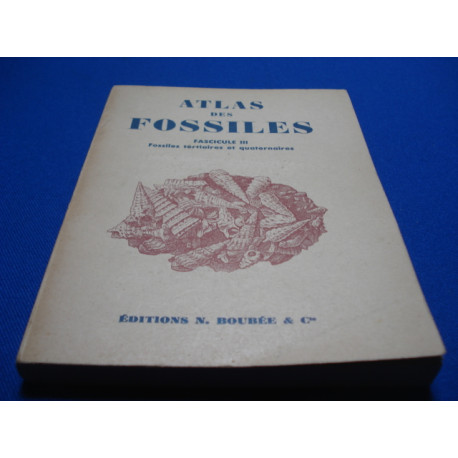 ATLAS
DES
FOSSILES
FASCICULE III
Fossiles tertiaires et quaternaires
ÉDITIONS N. BOUBÉE & Cie